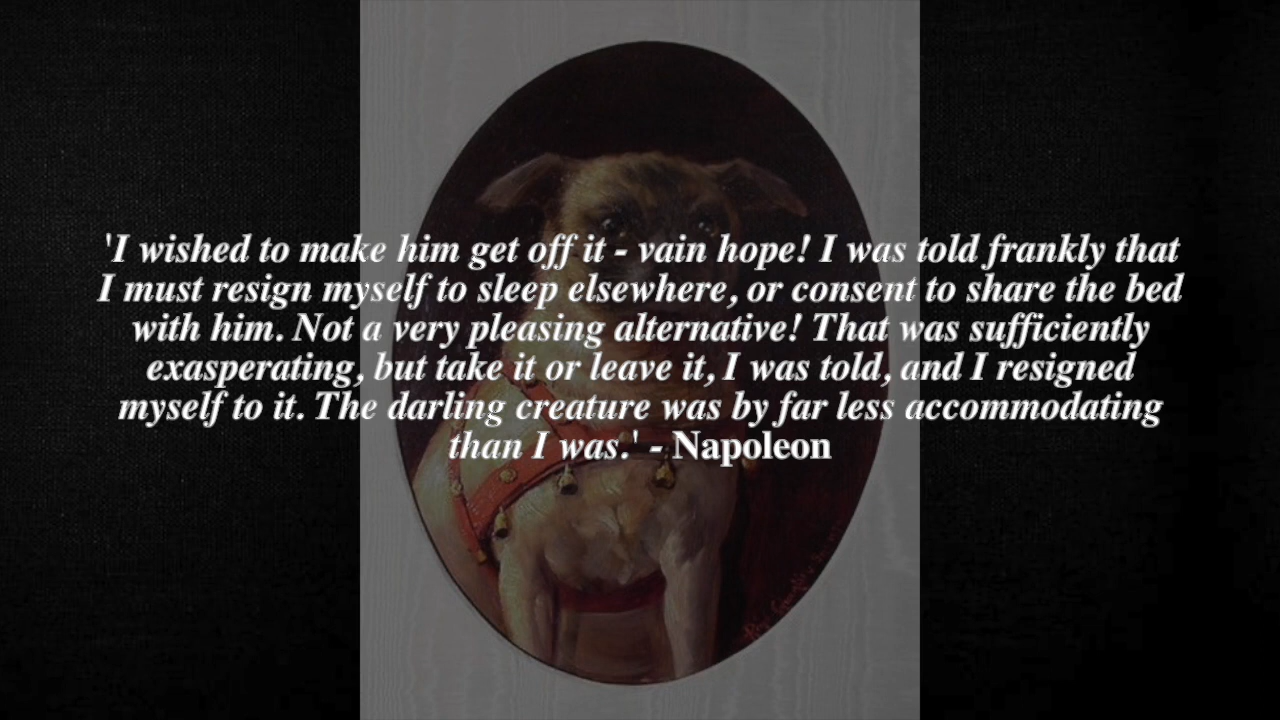 'I wished to make him get off it - vain hope! I was told frankly that
I must resign myself to sleep elsewhere, or consent to share the bed
with him. Not a very pleasing alternative! That was sufficiently
exasperating, but take it or leave it, I was told, and I resigned
myself to it. The darling creature was by far less accommodating
than I was.' - Napoleon